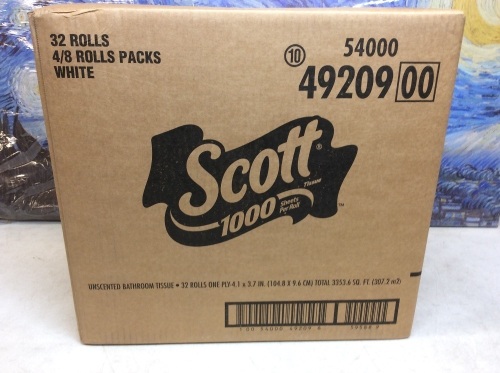 32 ROLLS
4/8 ROLLS PACKS
WHITE
10
54000
49209 00
Scott®
Tissue
1000 Sheets Per Roll
™
UNSCENTED BATHROOM TISSUE • 32 ROLLS ONE PLY-4.1 x 3.7 IN. (104.8 X 9.6 CM) TOTAL 3353.6 SQ. FT. (307.2 m2)